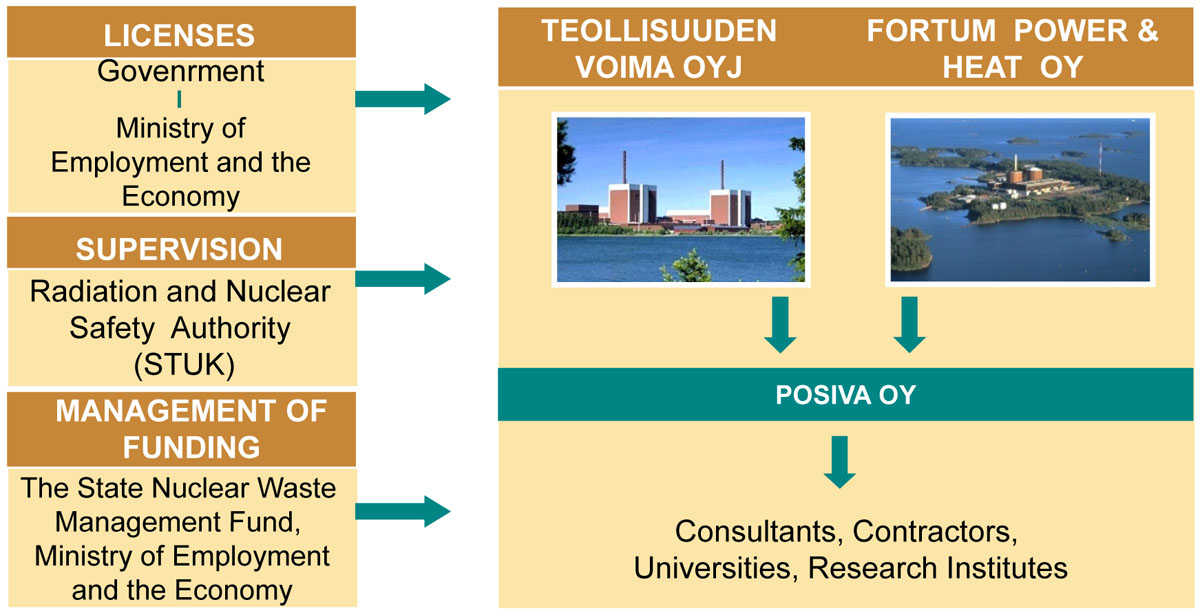 LICENSES
Govenrment
Ministry of
Employment and the
Economy
SUPERVISION
Radiation and Nuclear
Safety Authority
(STUK)
MANAGEMENT OF
FUNDING
The State Nuclear Waste
Management Fund,
Ministry of Employment
and the Economy
TEOLLISUUDEN
VOIMA OYJ
FORTUM POWER &
HEAT OY
POSIVA OY
Consultants, Contractors,
Universities, Research Institutes